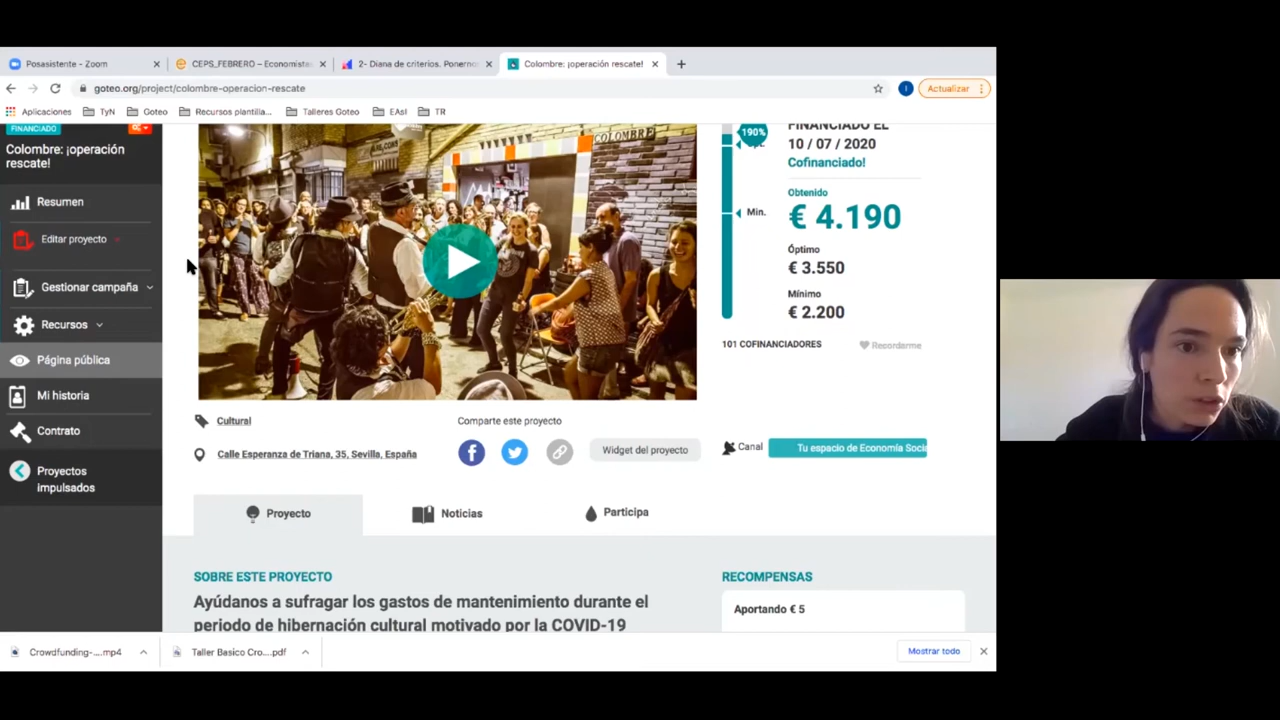 Posasistente - Zoom
CEPS_FEBRERO – Economistas
2- Diana de criterios. Ponemos
Colombre: ¡operación rescate!
goteo.org/project/colombre-operacion-rescate
Actualizar
Aplicaciones
TyN
Goteo
Recursos plantilla...
Talleres Goteo
EAsI
TR
FINANCIADO
Colombre: ¡operación
rescate!
Resumen
Editar proyecto
Gestionar campaña
Recursos
Página pública
Mi historia
Contrato
Proyectos
impulsados
COLOMBRE
190%
Min.
FINANCIADO EL
10 / 07 / 2020
Cofinanciado!
Obtenido
€ 4.190
Óptimo
€ 3.550
Mínimo
€ 2.200
101 COFINANCIADORES
Recordarme
Cultural
Calle Esperanza de Triana, 35, Sevilla, España
Comparte este proyecto
Widget del proyecto
Canal
Tu espacio de Economía Socia
Proyecto
Noticias
Participa
SOBRE ESTE PROYECTO
Ayúdanos a sufragar los gastos de mantenimiento durante el
periodo de hibernación cultural motivado por la COVID-19
RECOMPENSAS
Aportando € 5
Crowdfunding-....mp4
Taller Basico Cro....pdf
Mostrar todo